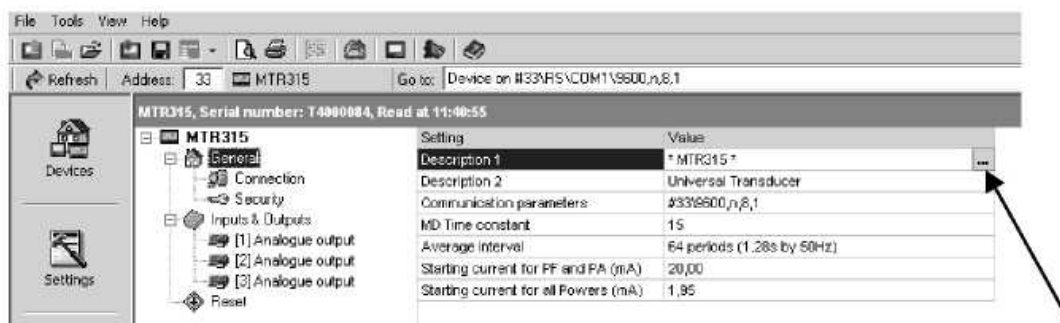 File Tools View Help
Refresh Address: 33 MTR315 Go to: Device on #33\RS\COM1\9600,n,8,1
MTR315, Serial number: T4000084, Read at 11:40:55
Devices
Settings
MTR315
General
Connection
Security
Inputs & Outputs
[1] Analogue output
[2] Analogue output
[3] Analogue output
Reset
Setting Value
Description 1 * MTR315 * ...
Description 2 Universal Transducer
Communication parameters #33\9600,n,8,1
MD Time constant 15
Average interval 64 periods (1.28s by 50Hz)
Starting current for PF and PA (mA) 20,00
Starting current for all Powers (mA) 1,95